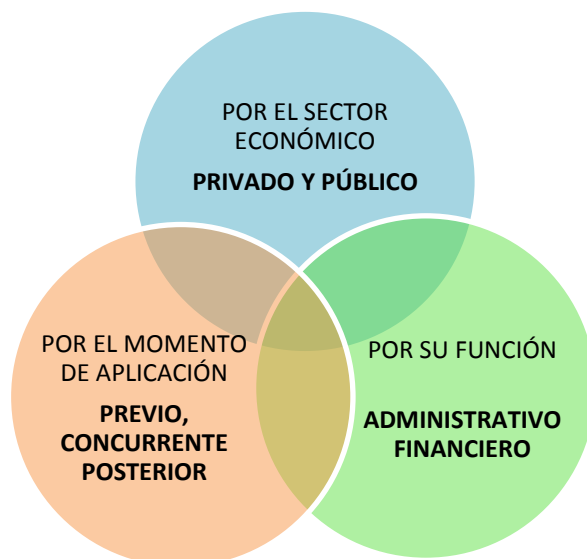 POR EL SECTOR
ECONÓMICO
PRIVADO Y PÚBLICO
POR EL MOMENTO
DE APLICACIÓN
PREVIO,
CONCURRENTE
POSTERIOR
POR SU FUNCIÓN
ADMINISTRATIVO
FINANCIERO